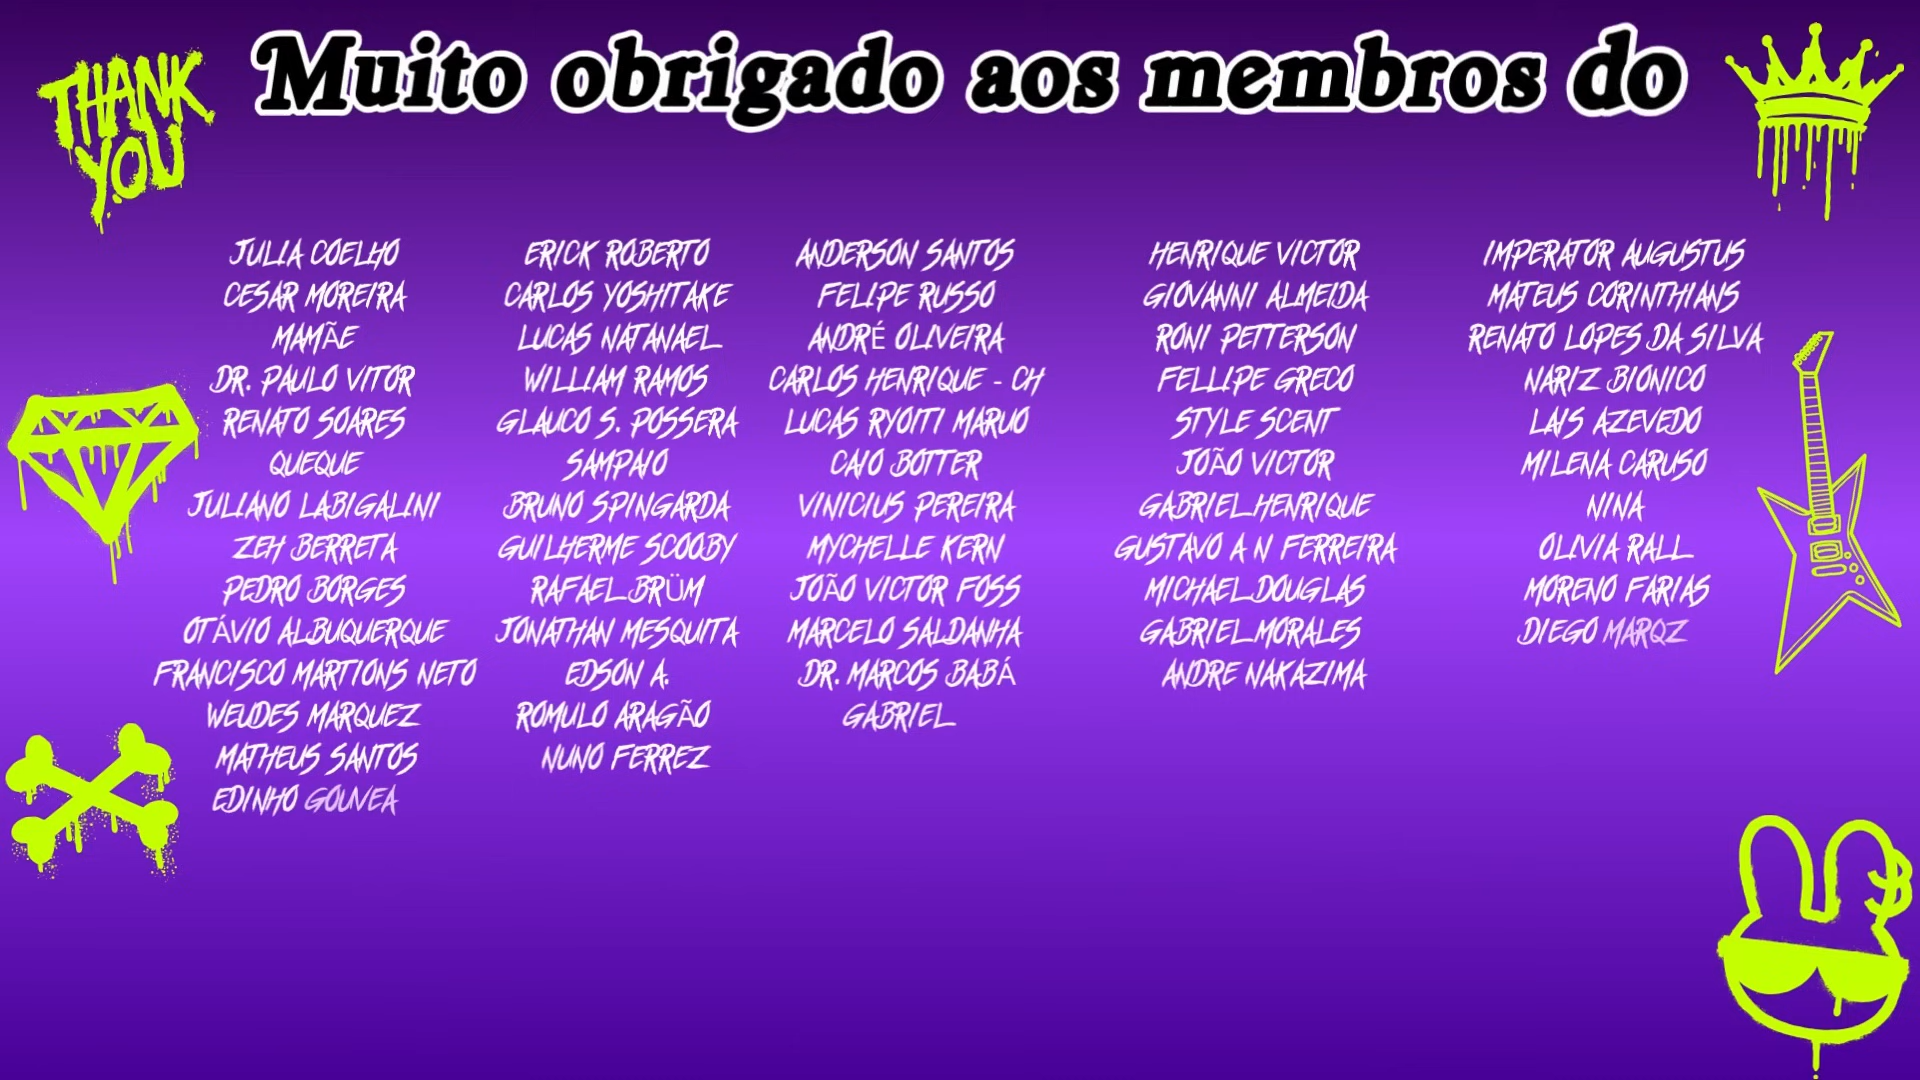 THANK
YOU
Muito obrigado aos membros do
JULIA COELHO
CESAR MOREIRA
MAMÃE
DR. PAULO VITOR
RENATO SOARES
QUEQUE
JULIANO LABIGALINI
ZEH BERRETA
PEDRO BORGES
OTÁVIO ALBUQUERQUE
FRANCISCO MARTIONS NETO
WEUDES MARQUEZ
MATHEUS SANTOS
EDINHO GOUVEA
ERICK ROBERTO
CARLOS YOSHITAKE
LUCAS NATANAEL
WILLIAM RAMOS
GLAUCO S. POSSERA
SAMPAIO
BRUNO SPINGARDA
GUILHERME SCOOBY
RAFAEL BRÜM
JONATHAN MESQUITA
EDSON A.
ROMULO ARAGÃO
NUNO FERREZ
ANDERSON SANTOS
FELIPE RUSSO
ANDRÉ OLIVEIRA
CARLOS HENRIQUE - CH
LUCAS RYOITI MARUO
CAIO BOTTER
VINICIUS PEREIRA
MYCHELLE KERN
JOÃO VICTOR FOSS
MARCELO SALDANHA
DR. MARCOS BABÁ
GABRIEL
HENRIQUE VICTOR
GIOVANNI ALMEIDA
RONI PETTERSON
FELLIPE GRECO
STYLE SCENT
JOÃO VICTOR
GABRIEL HENRIQUE
GUSTAVO A N FERREIRA
MICHAEL DOUGLAS
GABRIEL MORALES
ANDRE NAKAZIMA
IMPERATOR AUGUSTUS
MATEUS CORINTHIANS
RENATO LOPES DA SILVA
NARIZ BIONICO
LAIS AZEVEDO
MILENA CARUSO
NINA
OLIVIA RALL
MORENO FARIAS
DIEGO MARQZ